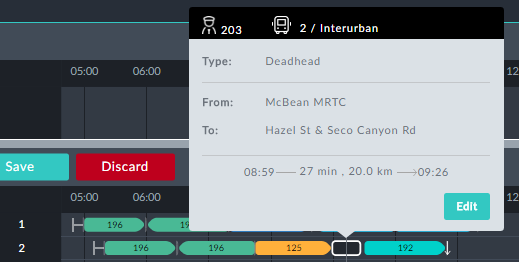 203 2 / Interurban
Type: Deadhead
05:00 06:00 12
From: McBean MRTC
To: Hazel St & Seco Canyon Rd
Save Discard
08:59 27 min , 20.0 km 09:26
05:00 06:00 12
Edit
1 196 19
2 196 196 125 192